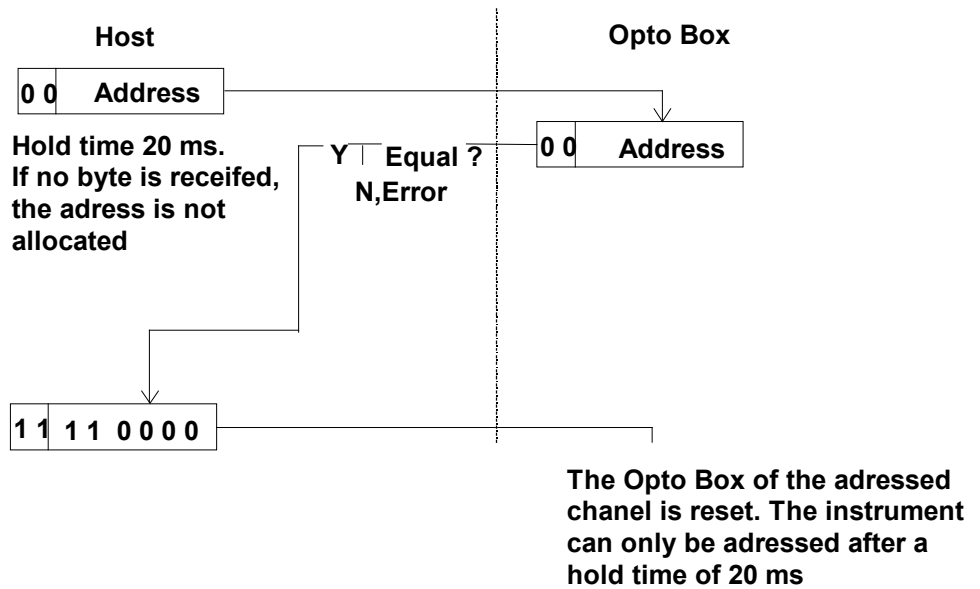 Host
Opto Box
0 0 Address
Hold time 20 ms.
If no byte is receifed,
the adress is not
allocated
Y Equal ?
N,Error
0 0 Address
1 1 1 1 0 0 0 0
The Opto Box of the adressed
chanel is reset. The instrument
can only be adressed after a
hold time of 20 ms